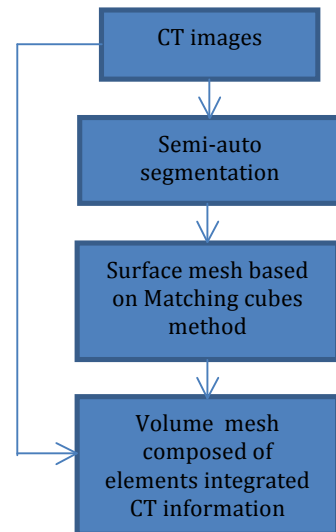 CT images
Semi-auto
segmentation
Surface mesh based
on Matching cubes
method
Volume mesh
composed of
elements integrated
CT information